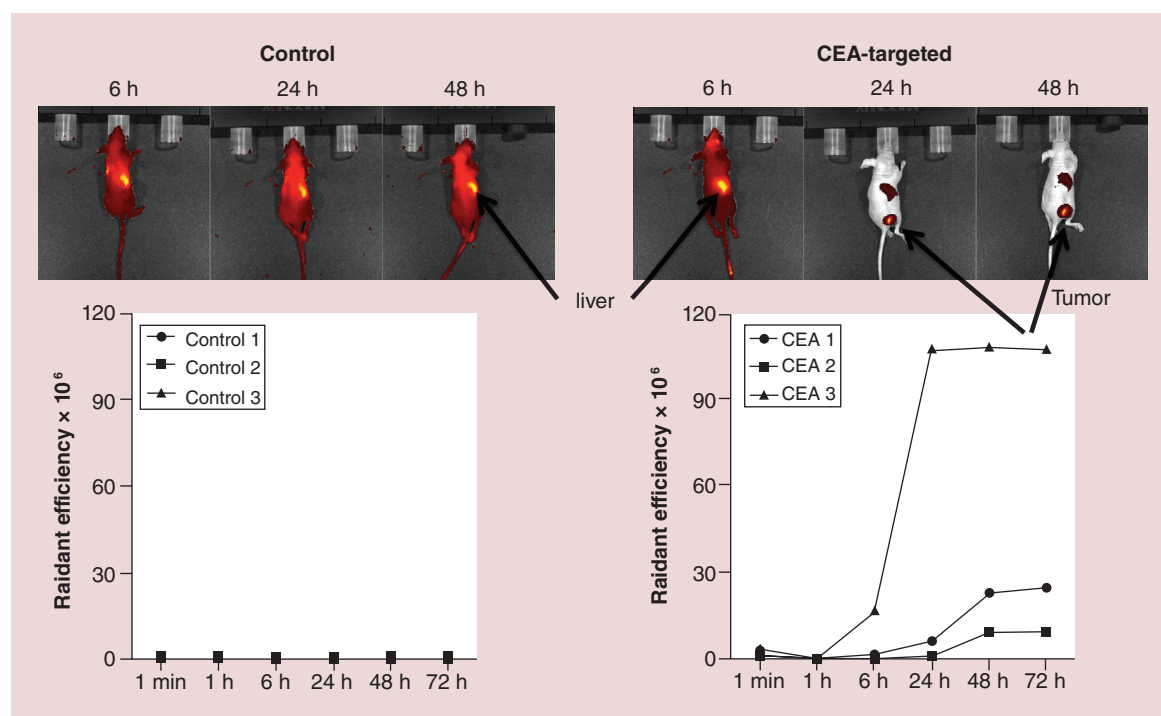 Control
6 h 24 h 48 h
CEA-targeted
6 h 24 h 48 h
liver
Tumor
Raidant efficiency × 10⁶
120
90
60
30
0
Control 1
Control 2
Control 3
1 min 1 h 6 h 24 h 48 h 72 h
Raidant efficiency × 10⁶
120
90
60
30
0
CEA 1
CEA 2
CEA 3
1 min 1 h 6 h 24 h 48 h 72 h